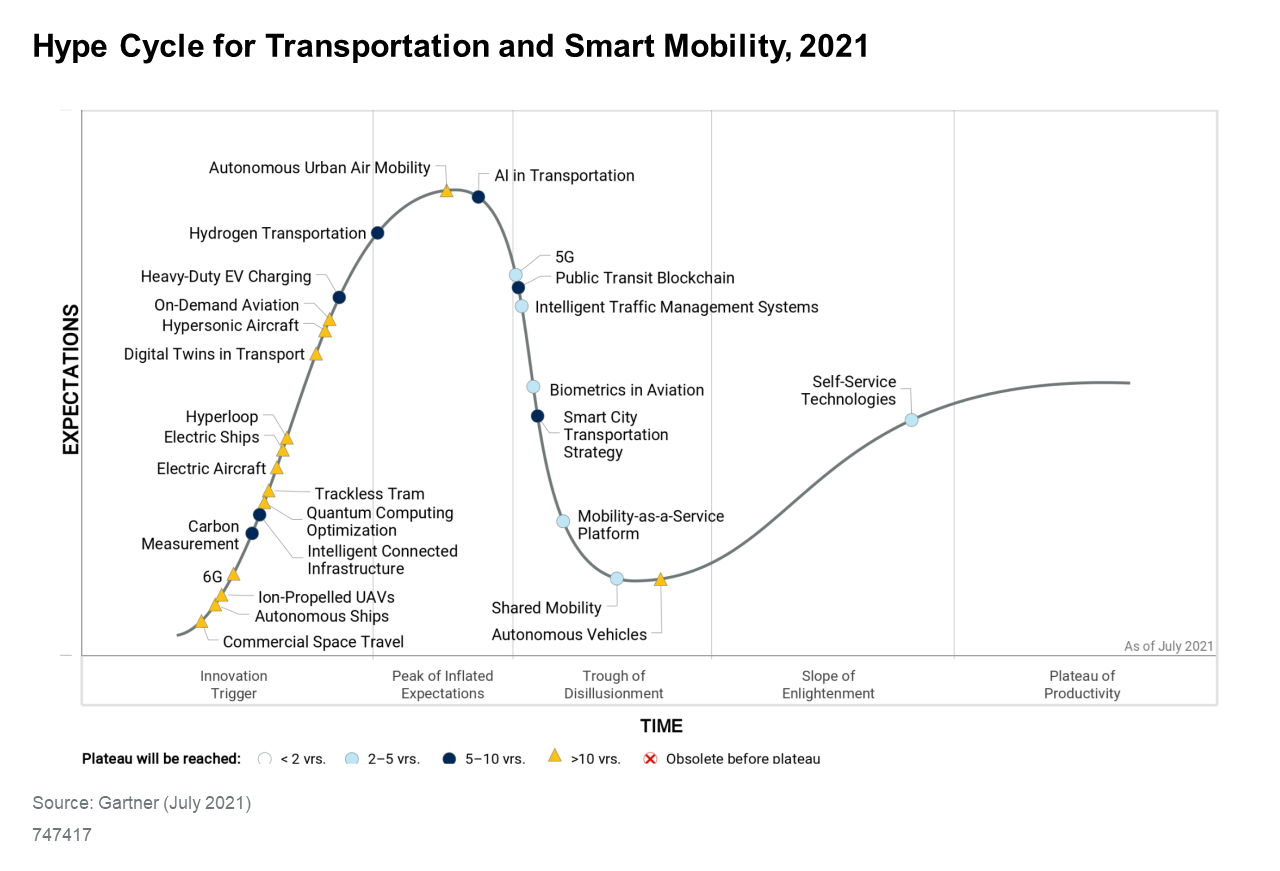 Hype Cycle for Transportation and Smart Mobility, 2021
Autonomous Urban Air Mobility
AI in Transportation
Hydrogen Transportation
5G
Heavy-Duty EV Charging
Public Transit Blockchain
On-Demand Aviation
Intelligent Traffic Management Systems
Hypersonic Aircraft
Digital Twins in Transport
EXPECTATIONS
Self-Service
Technologies
Biometrics in Aviation
Hyperloop
Smart City
Transportation
Strategy
Electric Ships
Electric Aircraft
Trackless Tram
Quantum Computing
Optimization
Carbon
Measurement
Mobility-as-a-Service
Platform
Intelligent Connected
Infrastructure
6G
Ion-Propelled UAVs
Autonomous Ships
Commercial Space Travel
Shared Mobility
Autonomous Vehicles
As of July 2021
Innovation
Trigger
Peak of Inflated
Expectations
Trough of
Disillusionment
Slope of
Enlightenment
Plateau of
Productivity
TIME
Plateau will be reached: < 2 yrs. 2–5 yrs. 5–10 yrs. >10 yrs. Obsolete before plateau
Source: Gartner (July 2021)
747417